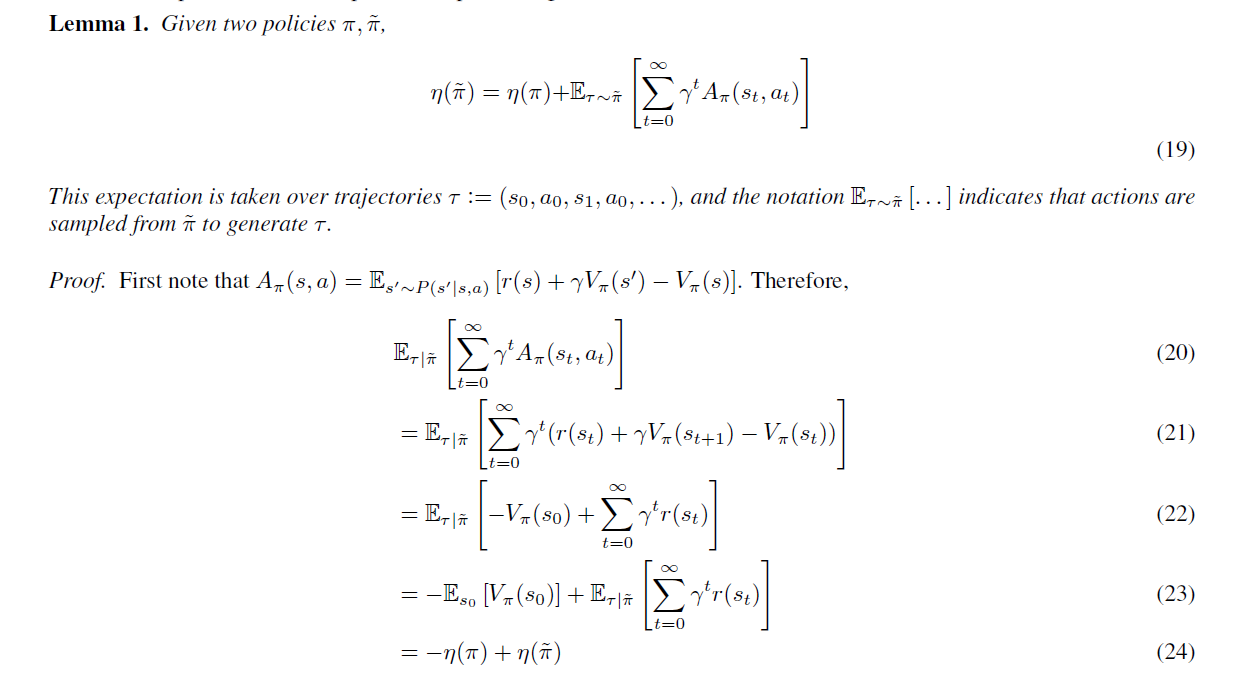 Lemma 1. Given two policies π, π̃,
η(π̃) = η(π)+𝔼_{τ∼π̃} [∑_{t=0}^{∞} γ^t A_π(s_t, a_t)]
(19)
This expectation is taken over trajectories τ := (s_0, a_0, s_1, a_0, . . . ), and the notation 𝔼_{τ∼π̃} [. . . ] indicates that actions are
sampled from π̃ to generate τ.
Proof. First note that A_π(s, a) = 𝔼_{s'∼P(s'|s,a)} [r(s) + γV_π(s') − V_π(s)]. Therefore,
𝔼_{τ|π̃} [∑_{t=0}^{∞} γ^t A_π(s_t, a_t)] (20)
= 𝔼_{τ|π̃} [∑_{t=0}^{∞} γ^t (r(s_t) + γV_π(s_{t+1}) − V_π(s_t))] (21)
= 𝔼_{τ|π̃} [−V_π(s_0) + ∑_{t=0}^{∞} γ^t r(s_t)] (22)
= −𝔼_{s_0} [V_π(s_0)] + 𝔼_{τ|π̃} [∑_{t=0}^{∞} γ^t r(s_t)] (23)
= −η(π) + η(π̃) (24)